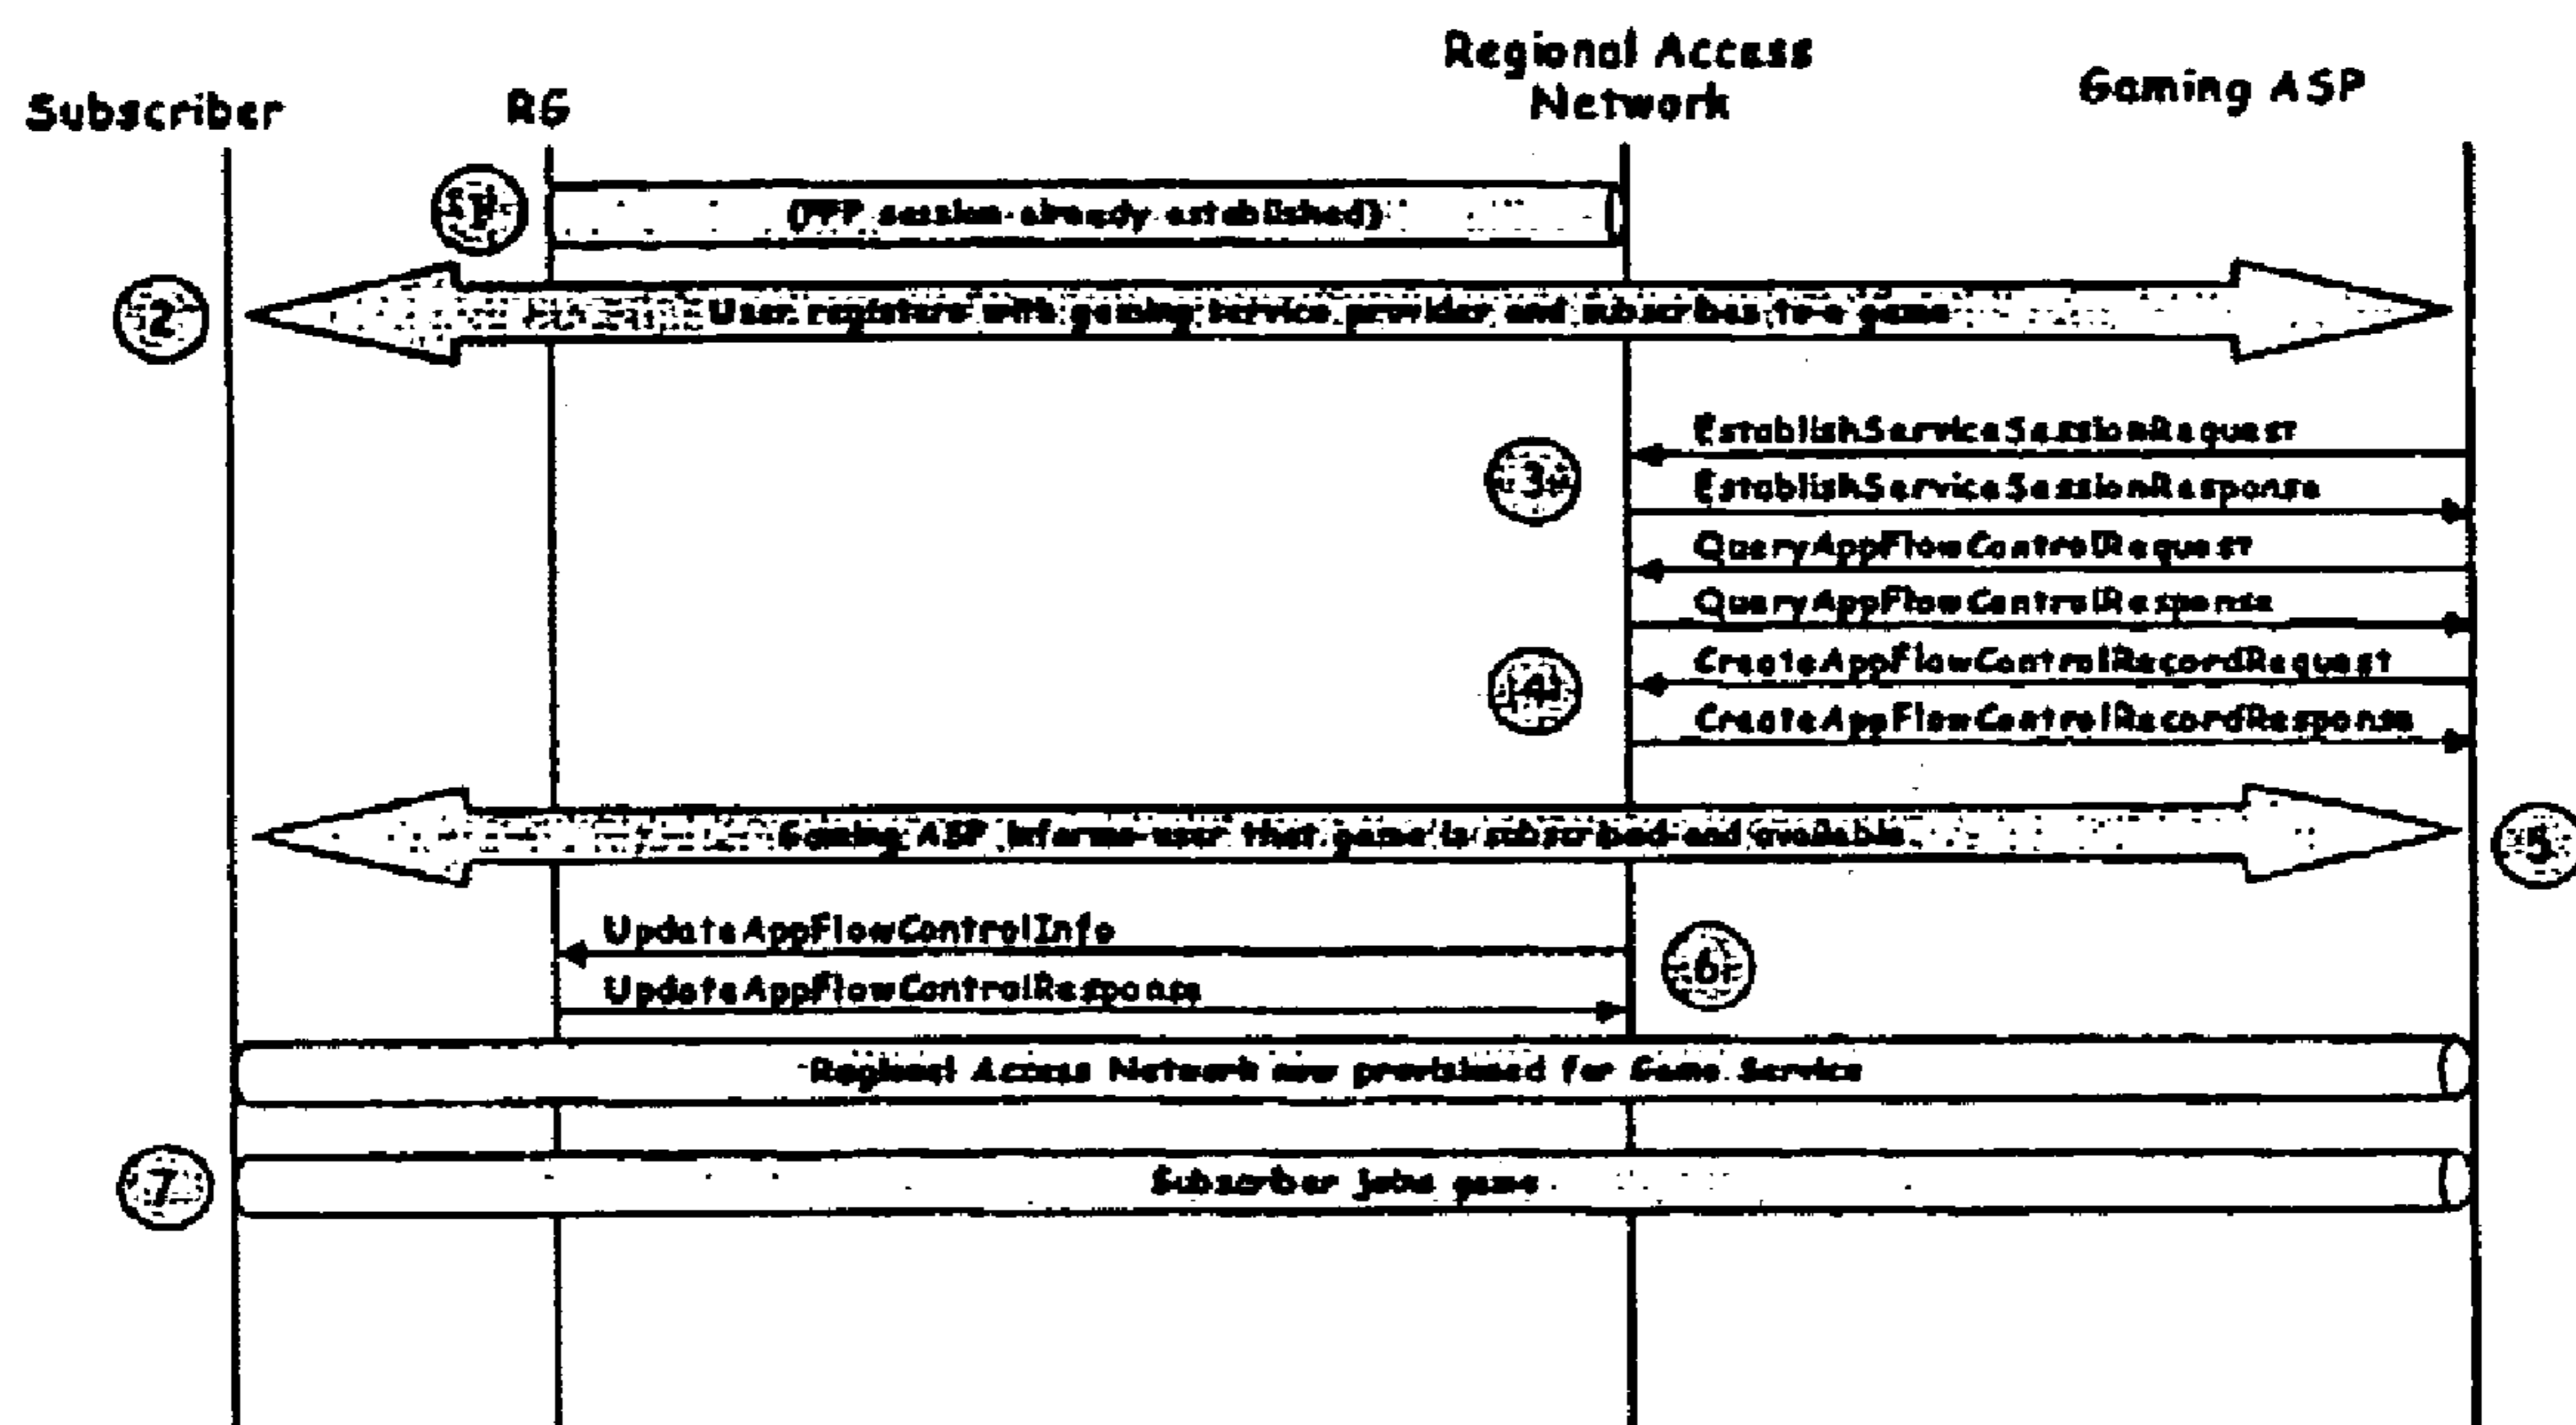 Regional Access
Network
Gaming ASP
Subscriber
RG
1
(PPP session already established)
2
User registers with gaming service provider and subscribes to a game
EstablishServiceSessionRequest
3
EstablishServiceSessionResponse
QueryAppFlowControlRequest
QueryAppFlowControlResponse
CreateAppFlowControlRecordRequest
4
CreateAppFlowControlRecordResponse
Gaming ASP informs user that game is subscribed and available
5
UpdateAppFlowControlInfo
6
UpdateAppFlowControlResponse
Regional Access Network now provisioned for Game Service
7
Subscriber joins game